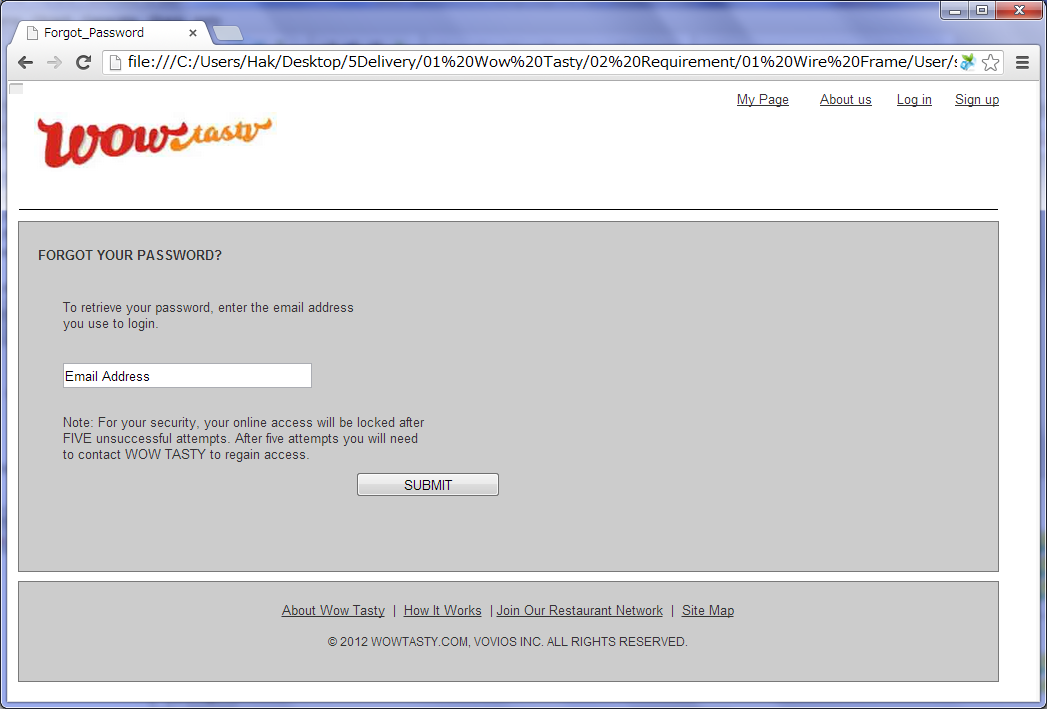 Forgot_Password
file:///C:/Users/Hak/Desktop/5Delivery/01%20Wow%20Tasty/02%20Requirement/01%20Wire%20Frame/User/
My Page About us Log in Sign up
wow tasty
FORGOT YOUR PASSWORD?
To retrieve your password, enter the email address
you use to login.
Email Address
Note: For your security, your online access will be locked after
FIVE unsuccessful attempts. After five attempts you will need
to contact WOW TASTY to regain access.
SUBMIT
About Wow Tasty | How It Works | Join Our Restaurant Network | Site Map
© 2012 WOWTASTY.COM, VOVIOS INC. ALL RIGHTS RESERVED.